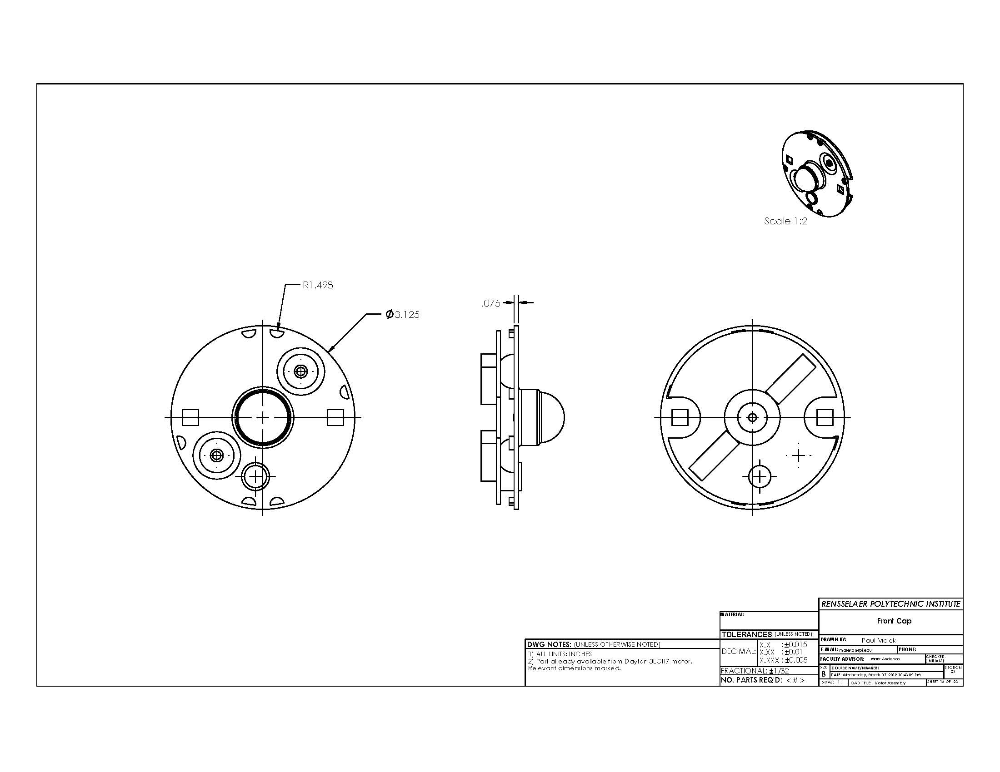 Scale 1:2
R1.498
Ø3.125
.075
RENSSELAER POLYTECHNIC INSTITUTE
Front Cap
MATERIAL:
TOLERANCES (UNLESS NOTED)
DECIMAL:
X.X :±0.015
X.XX :±0.01
X.XXX :±0.005
FRACTIONAL: ±1/32
NO. PARTS REQ'D: < # >
DWG NOTES: (UNLESS OTHERWISE NOTED)
1) ALL UNITS: INCHES
2) Part already available from Dayton 3LCH7 motor.
Relevant dimensions marked.
DRAWN BY: Paul Malek
E-MAIL: malekp@rpi.edu PHONE:
FACULTY ADVISOR: Mark Anderson CHECKED: (INITIALS)
SIZE B
COURSE NAME/NUMBER:
SECTION XX
DATE: Wednesday, March 07, 2012 10:43:09 PM
SCALE 1:1 CAD FILE: Motor Assembly SHEET 16 OF 23